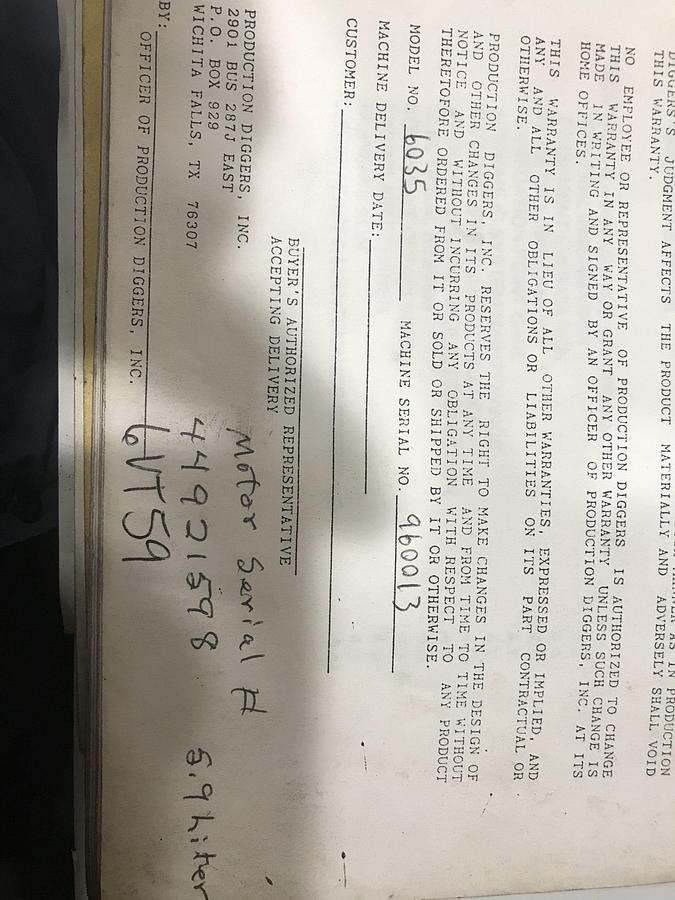 DIGGERS'S JUDGMENT AFFECTS THE PRODUCT MATERIALLY AND ADVERSELY SHALL VOID
THIS WARRANTY.
NO EMPLOYEE OR REPRESENTATIVE OF PRODUCTION DIGGERS IS AUTHORIZED TO CHANGE
THIS WARRANTY IN ANY WAY OR GRANT ANY OTHER WARRANTY UNLESS SUCH CHANGE IS
MADE IN WRITING AND SIGNED BY AN OFFICER OF PRODUCTION DIGGERS, INC. AT ITS
HOME OFFICES.
THIS WARRANTY IS IN LIEU OF ALL OTHER WARRANTIES, EXPRESSED OR IMPLIED, AND
ANY AND ALL OTHER OBLIGATIONS OR LIABILITIES ON ITS PART CONTRACTUAL OR
OTHERWISE.
PRODUCTION DIGGERS, INC. RESERVES THE RIGHT TO MAKE CHANGES IN THE DESIGN OF
AND OTHER CHANGES IN ITS PRODUCTS AT ANY TIME AND FROM TIME TO TIME WITHOUT
NOTICE AND WITHOUT INCURRING ANY OBLIGATION WITH RESPECT TO ANY PRODUCT
THERETOFORE ORDERED FROM IT OR SOLD OR SHIPPED BY IT OR OTHERWISE.
MODEL NO. 6035 MACHINE SERIAL NO. 960013
MACHINE DELIVERY DATE:
CUSTOMER:
BUYER'S AUTHORIZED REPRESENTATIVE
ACCEPTING DELIVERY
PRODUCTION DIGGERS, INC.
2901 BUS 287J EAST
P.O. BOX 929
WICHITA FALLS, TX 76307
Motor Serial #
44921598 5.9 hiter
BY:
OFFICER OF PRODUCTION DIGGERS, INC.
6VT59